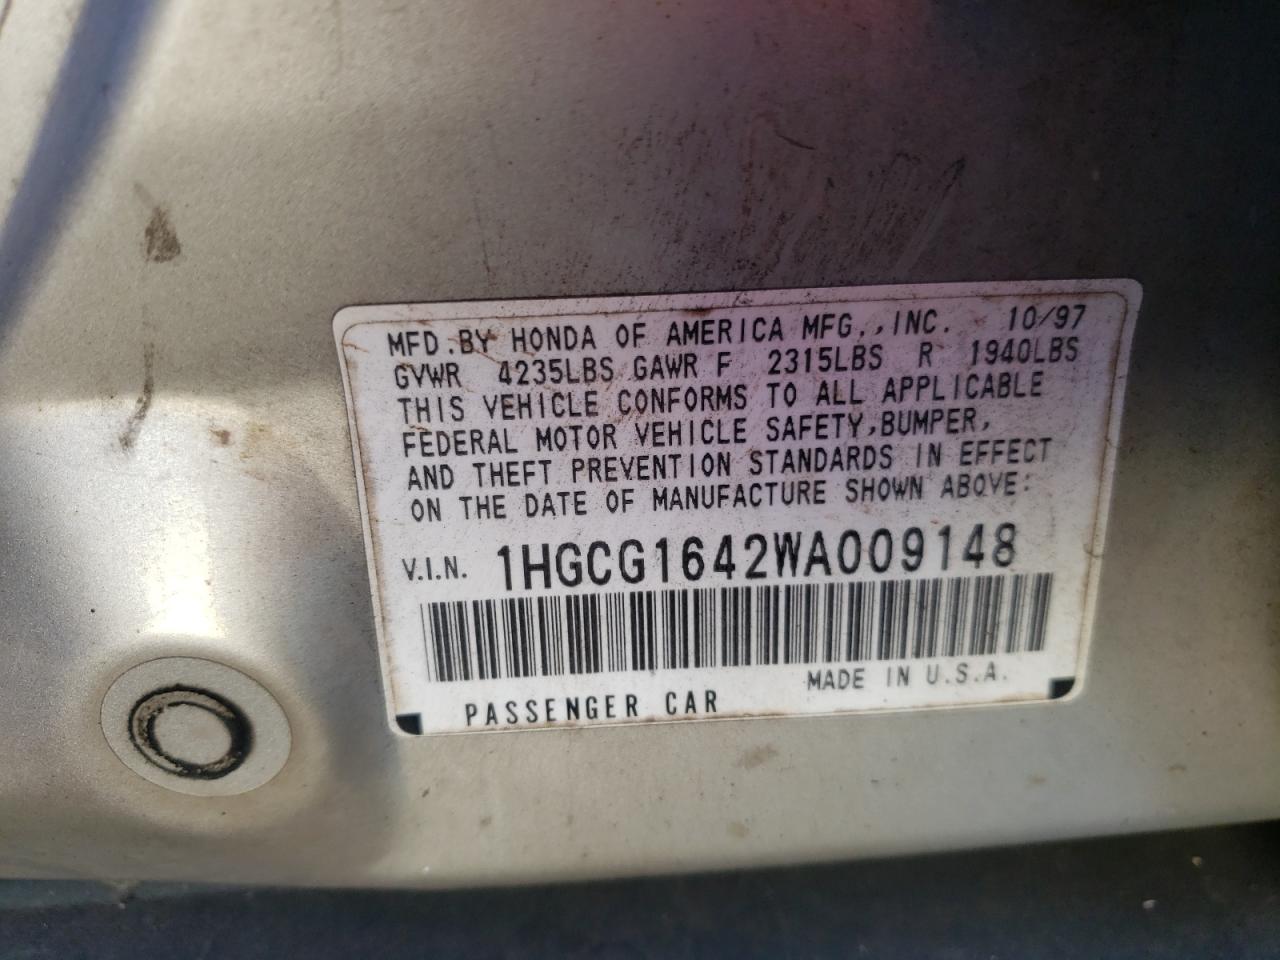 MFD.BY HONDA OF AMERICA MFG.,INC. 10/97
GVWR 4235LBS GAWR F 2315LBS R 1940LBS
THIS VEHICLE CONFORMS TO ALL APPLICABLE
FEDERAL MOTOR VEHICLE SAFETY,BUMPER,
AND THEFT PREVENTION STANDARDS IN EFFECT
ON THE DATE OF MANUFACTURE SHOWN ABOVE:
V.I.N. 1HGCG1642WA009148
MADE IN U.S.A.
PASSENGER CAR